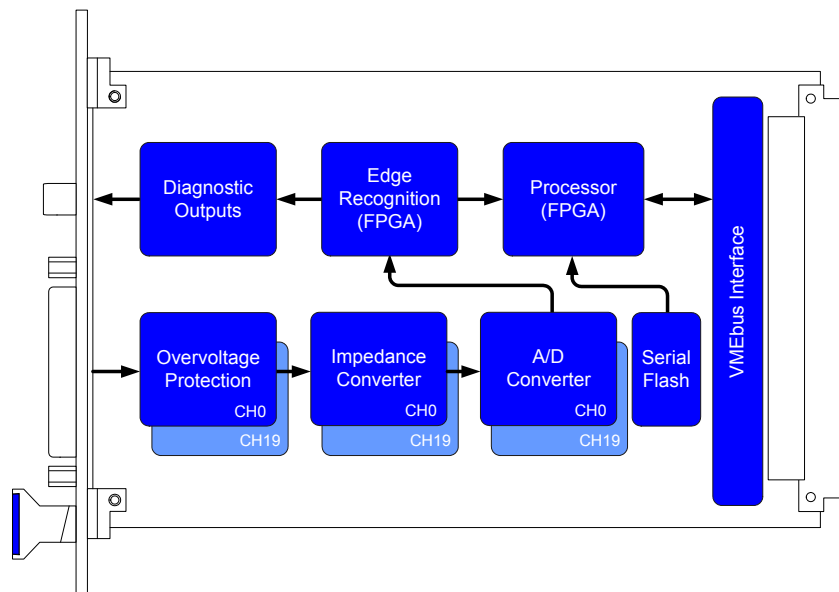 Diagnostic
Outputs
Edge
Recognition
(FPGA)
Processor
(FPGA)
VMEbus Interface
Overvoltage
Protection
CH0
CH19
Impedance
Converter
CH0
CH19
A/D
Converter
CH0
CH19
Serial
Flash